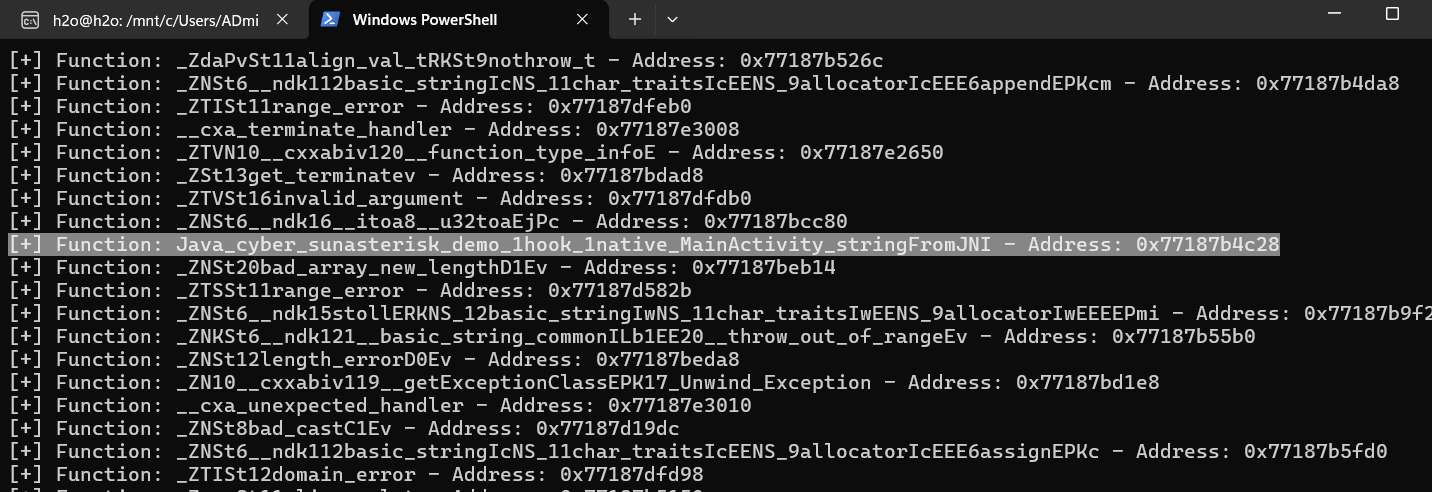 h2o@h2o: /mnt/c/Users/ADmi
Windows PowerShell
[+] Function: _ZdaPvSt11align_val_tRKSt9nothrow_t - Address: 0x77187b526c
[+] Function: _ZNSt6__ndk112basic_stringIcNS_11char_traitsIcEENS_9allocatorIcEEE6appendEPKcm - Address: 0x77187b4da8
[+] Function: _ZTISt11range_error - Address: 0x77187dfeb0
[+] Function: __cxa_terminate_handler - Address: 0x77187e3008
[+] Function: _ZTVN10__cxxabiv120__function_type_infoE - Address: 0x77187e2650
[+] Function: _ZSt13get_terminatev - Address: 0x77187bdad8
[+] Function: _ZTVSt16invalid_argument - Address: 0x77187dfdb0
[+] Function: _ZNSt6__ndk16__itoa8__u32toaEjPc - Address: 0x77187bcc80
[+] Function: Java_cyber_sunasterisk_demo_1hook_1native_MainActivity_stringFromJNI - Address: 0x77187b4c28
[+] Function: _ZNSt20bad_array_new_lengthD1Ev - Address: 0x77187beb14
[+] Function: _ZTSSt11range_error - Address: 0x77187d582b
[+] Function: _ZNSt6__ndk15stollERKNS_12basic_stringIwNS_11char_traitsIwEENS_9allocatorIwEEEEPmi - Address: 0x77187b9f2
[+] Function: _ZNKSt6__ndk121__basic_string_commonILb1EE20__throw_out_of_rangeEv - Address: 0x77187b55b0
[+] Function: _ZNSt12length_errorD0Ev - Address: 0x77187beda8
[+] Function: _ZN10__cxxabiv119__getExceptionClassEPK17_Unwind_Exception - Address: 0x77187bd1e8
[+] Function: __cxa_unexpected_handler - Address: 0x77187e3010
[+] Function: _ZNSt8bad_castC1Ev - Address: 0x77187d19dc
[+] Function: _ZNSt6__ndk112basic_stringIcNS_11char_traitsIcEENS_9allocatorIcEEE6assignEPKc - Address: 0x77187b5fd0
[+] Function: _ZTISt12domain_error - Address: 0x77187dfd98